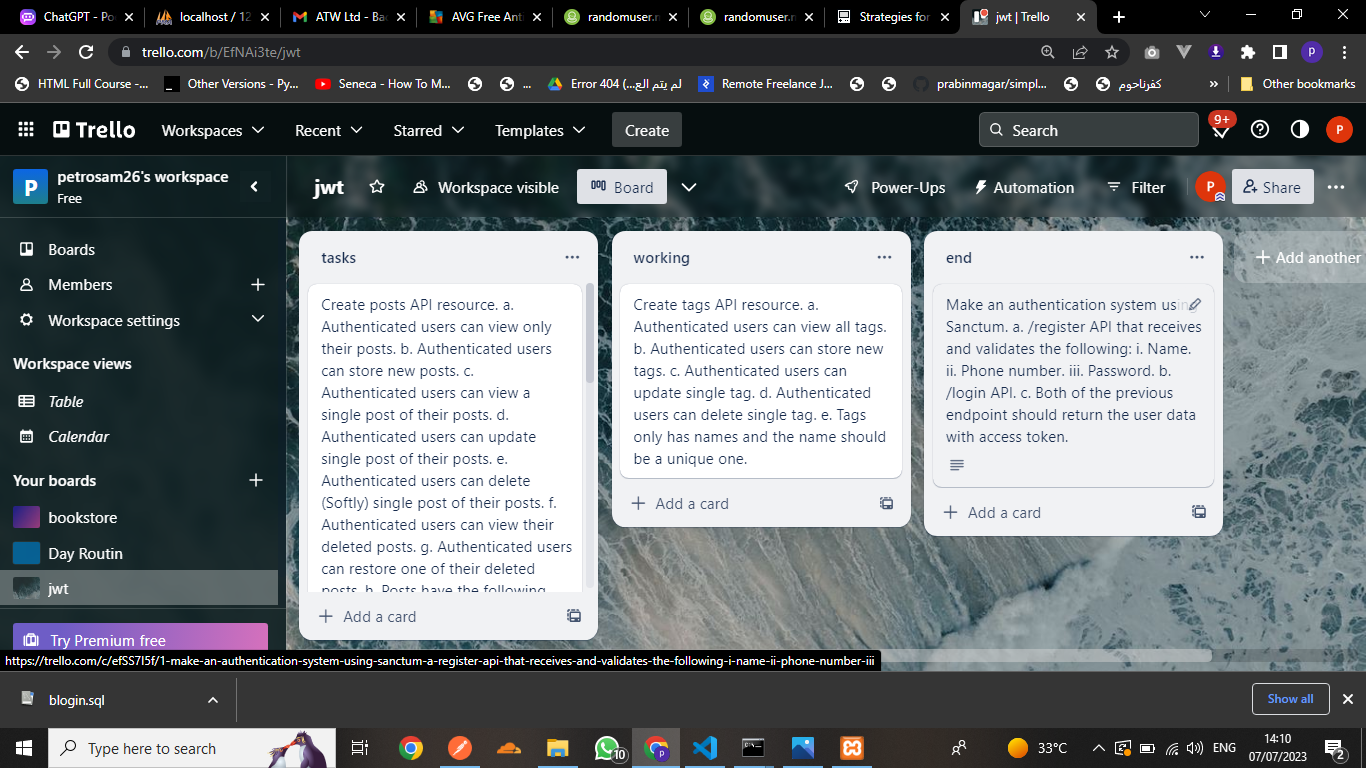 ChatGPT - Po
localhost / 12
ATW Ltd - Ba
AVG Free Ant
randomuser.n
randomuser.n
Strategies for
jwt | Trello
trello.com/b/EfNAi3te/jwt
HTML Full Course -...
Other Versions - Py...
Seneca - How To M...
...
Error 404 (...لم يتم الع
Remote Freelance J...
prabinmagar/simpl...
كفرناحوم
»
Other bookmarks
Trello
Workspaces
Recent
Starred
Templates
Create
Search
9+
P
P
petrosam26's workspace
Free
jwt
Workspace visible
Board
Power-Ups
Automation
Filter
P
Share
Boards
Members
Workspace settings
Workspace views
Table
Calendar
Your boards
bookstore
Day Routin
jwt
Try Premium free
tasks
Create posts API resource. a.
Authenticated users can view only
their posts. b. Authenticated users
can store new posts. c.
Authenticated users can view a
single post of their posts. d.
Authenticated users can update
single post of their posts. e.
Authenticated users can delete
(Softly) single post of their posts. f.
Authenticated users can view their
deleted posts. g. Authenticated users
can restore one of their deleted
posts. h. Posts have the following
Add a card
working
Create tags API resource. a.
Authenticated users can view all tags.
b. Authenticated users can store new
tags. c. Authenticated users can
update single tag. d. Authenticated
users can delete single tag. e. Tags
only has names and the name should
be a unique one.
Add a card
end
Make an authentication system using
Sanctum. a. /register API that receives
and validates the following: i. Name.
ii. Phone number. iii. Password. b.
/login API. c. Both of the previous
endpoint should return the user data
with access token.
Add a card
Add another
https://trello.com/c/efSS7I5f/1-make-an-authentication-system-using-sanctum-a-register-api-that-receives-and-validates-the-following-i-name-ii-phone-number-iii
blogin.sql
Show all
Type here to search
10
33°C
ENG
14:10
07/07/2023
2